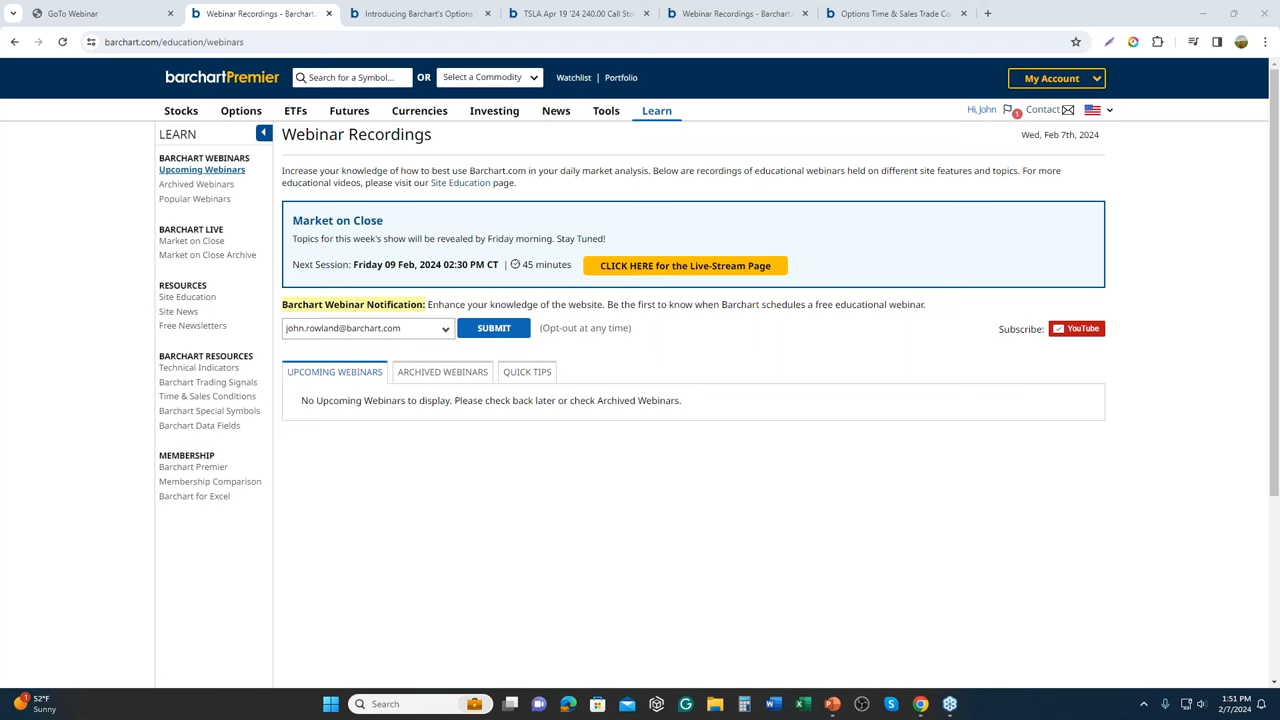 GoTo Webinar
Webinar Recordings - Barchart.
Introducing Barchart's Options
TSLA Apr 19 '24 240.00 Call Sto
Webinar Recordings - Barchart
Options Time & Sales Trade Co
barchart.com/education/webinars
barchartPremier
Search for a Symbol...
OR
Select a Commodity
Watchlist | Portfolio
My Account
Stocks
Options
ETFs
Futures
Currencies
Investing
News
Tools
Learn
Hi, John
1
Contact
LEARN
BARCHART WEBINARS
Upcoming Webinars
Archived Webinars
Popular Webinars
BARCHART LIVE
Market on Close
Market on Close Archive
RESOURCES
Site Education
Site News
Free Newsletters
BARCHART RESOURCES
Technical Indicators
Barchart Trading Signals
Time & Sales Conditions
Barchart Special Symbols
Barchart Data Fields
MEMBERSHIP
Barchart Premier
Membership Comparison
Barchart for Excel
Webinar Recordings
Wed, Feb 7th, 2024
Increase your knowledge of how to best use Barchart.com in your daily market analysis. Below are recordings of educational webinars held on different site features and topics. For more
educational videos, please visit our Site Education page.
Market on Close
Topics for this week's show will be revealed by Friday morning. Stay Tuned!
Next Session: Friday 09 Feb, 2024 02:30 PM CT | 45 minutes
CLICK HERE for the Live-Stream Page
Barchart Webinar Notification: Enhance your knowledge of the website. Be the first to know when Barchart schedules a free educational webinar.
john.rowland@barchart.com
SUBMIT
(Opt-out at any time)
Subscribe:
YouTube
UPCOMING WEBINARS
ARCHIVED WEBINARS
QUICK TIPS
No Upcoming Webinars to display. Please check back later or check Archived Webinars.
1
52°F
Sunny
Search
1:51 PM
2/7/2024